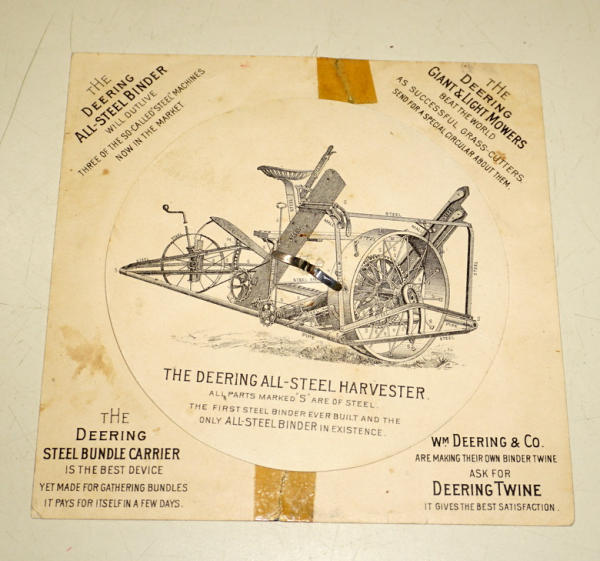 THE
DEERING
ALL-STEEL BINDER
WILL OUTLIVE
THREE OF THE SO-CALLED "STEEL" MACHINES
NOW IN THE MARKET
THE
DEERING
GIANT & LIGHT MOWERS
BEAT THE WORLD
AS SUCCESSFUL GRASS-CUTTERS.
SEND FOR A SPECIAL CIRCULAR ABOUT THEM.
STEEL
STEEL
STEEL
STEEL
THE DEERING ALL-STEEL HARVESTER.
ALL PARTS MARKED "S" ARE OF STEEL.
THE FIRST STEEL BINDER EVER BUILT AND THE
ONLY ALL-STEEL BINDER IN EXISTENCE.
THE
DEERING
STEEL BUNDLE CARRIER
IS THE BEST DEVICE
YET MADE FOR GATHERING BUNDLES
IT PAYS FOR ITSELF IN A FEW DAYS.
WM DEERING & CO.
ARE MAKING THEIR OWN BINDER TWINE
ASK FOR
DEERING TWINE
IT GIVES THE BEST SATISFACTION.